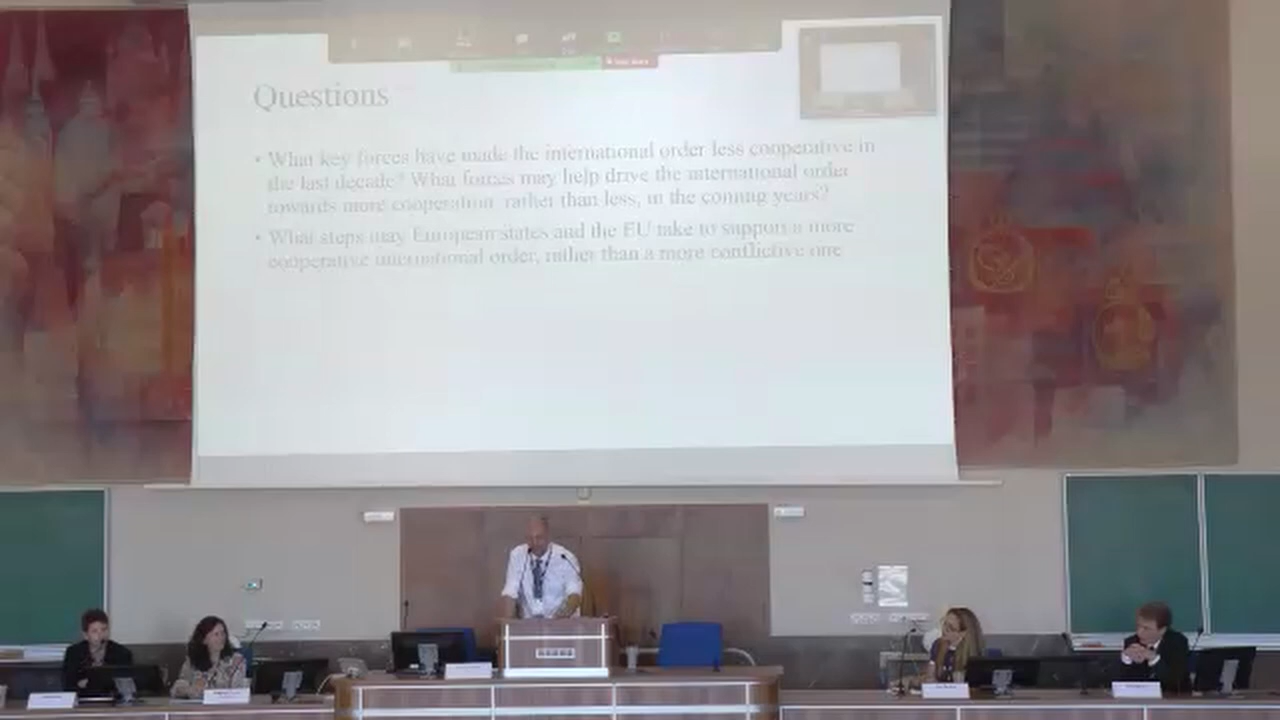 Questions
• What key forces have made the international order less cooperative in
the last decade? What forces may help drive the international order
towards more cooperation, rather than less, in the coming years?
• What steps may European states and the EU take to support a more
cooperative international order, rather than a more conflictive one